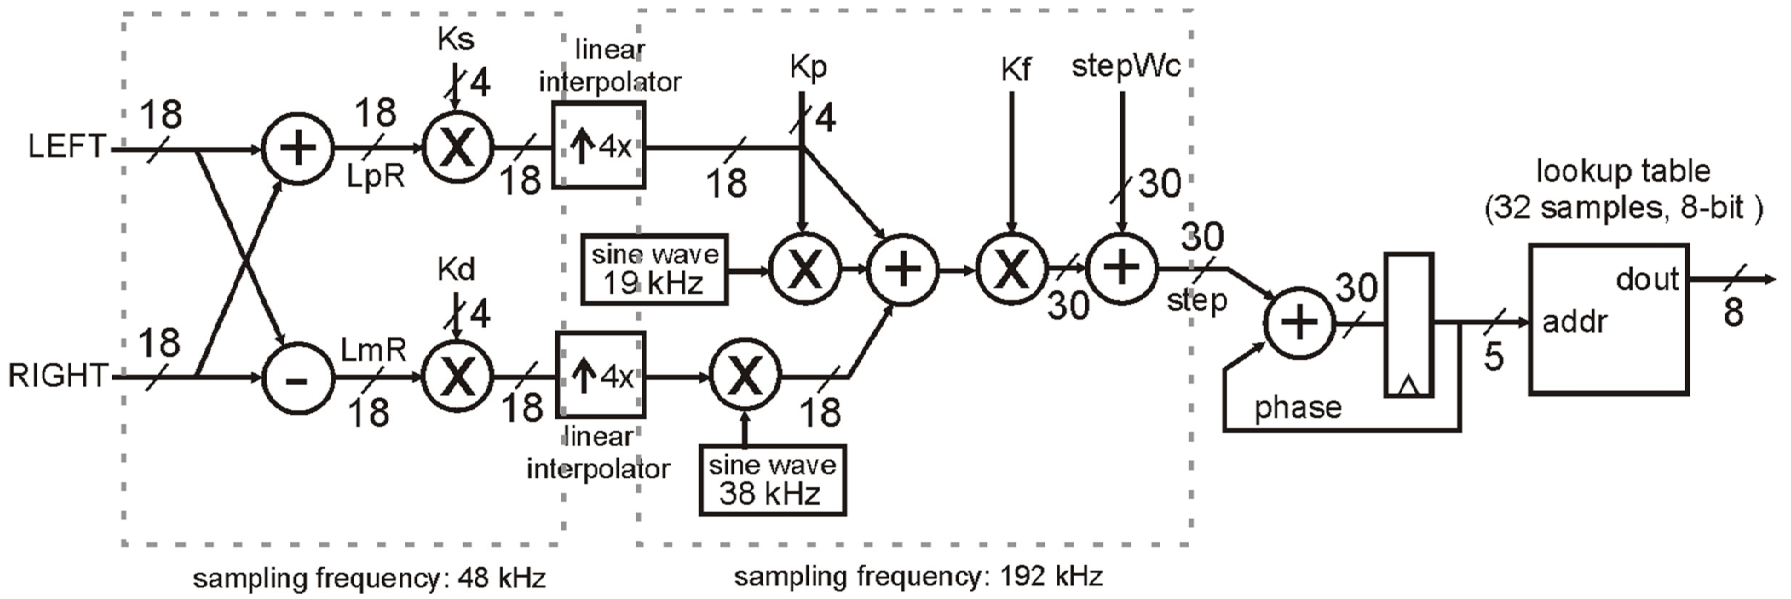 Ks
4
linear
interpolator
Kp
4
Kf
stepWc
30
LEFT
18
+
18
LpR
X
18
↑ 4x
18
lookup table
(32 samples, 8-bit )
sine wave
19 kHz
X
+
X
30
+
30
step
+
30
5
addr
dout
8
phase
Kd
4
RIGHT
18
-
LmR
18
X
18
↑ 4x
linear
interpolator
X
18
sine wave
38 kHz
sampling frequency: 48 kHz
sampling frequency: 192 kHz